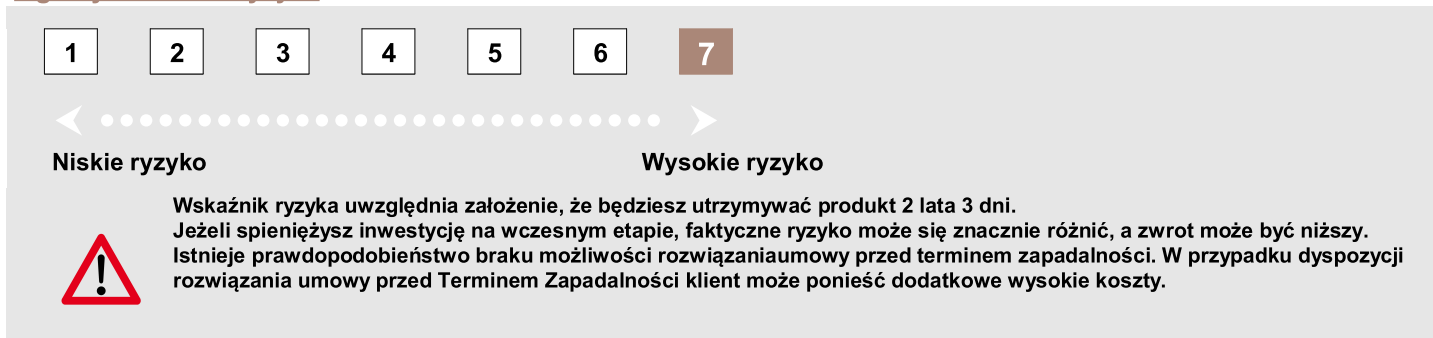 1 2 3 4 5 6 7
Niskie ryzyko Wysokie ryzyko
Wskaźnik ryzyka uwzględnia założenie, że będziesz utrzymywać produkt 2 lata 3 dni.
Jeżeli spieniężysz inwestycję na wczesnym etapie, faktyczne ryzyko może się znacznie różnić, a zwrot może być niższy.
Istnieje prawdopodobieństwo braku możliwości rozwiązaniaumowy przed terminem zapadalności. W przypadku dyspozycji
rozwiązania umowy przed Terminem Zapadalności klient może ponieść dodatkowe wysokie koszty.